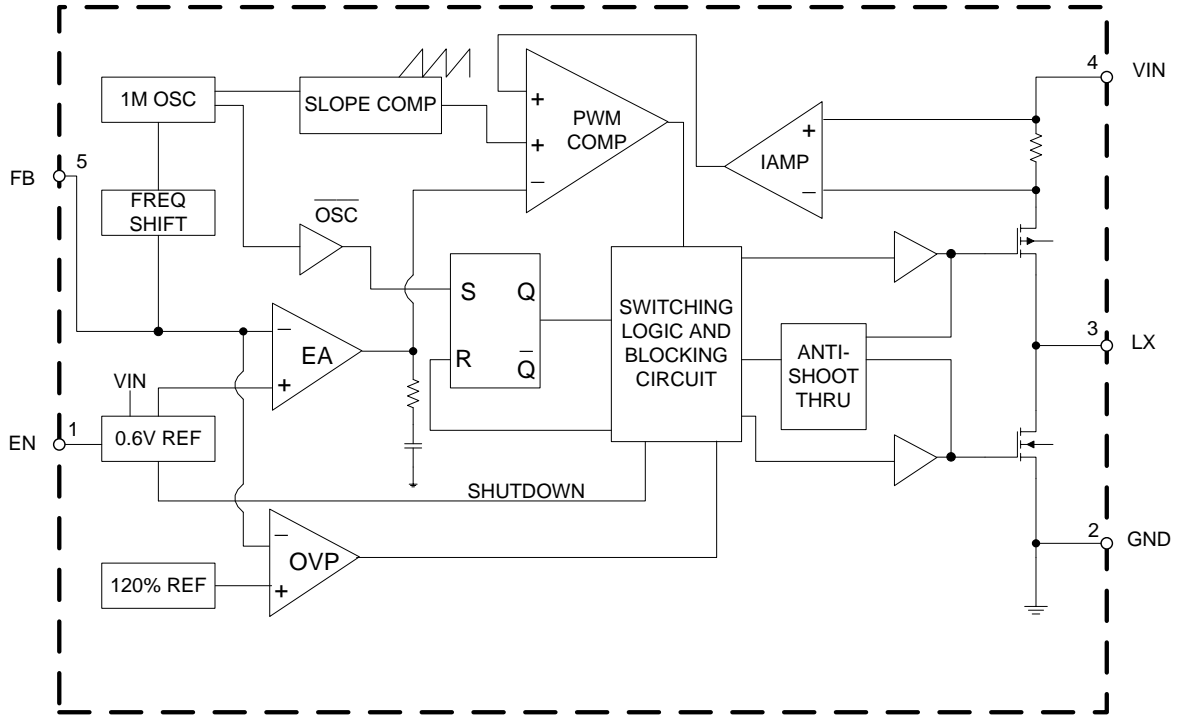 1M OSC
SLOPE COMP
+
+
−
PWM
COMP
+
−
IAMP
4
VIN
FB
5
FREQ
SHIFT
OSC
S
Q
R
Q
SWITCHING
LOGIC AND
BLOCKING
CIRCUIT
ANTI-
SHOOT
THRU
3
LX
−
EA
+
VIN
EN
1
0.6V REF
SHUTDOWN
−
OVP
+
120% REF
2
GND